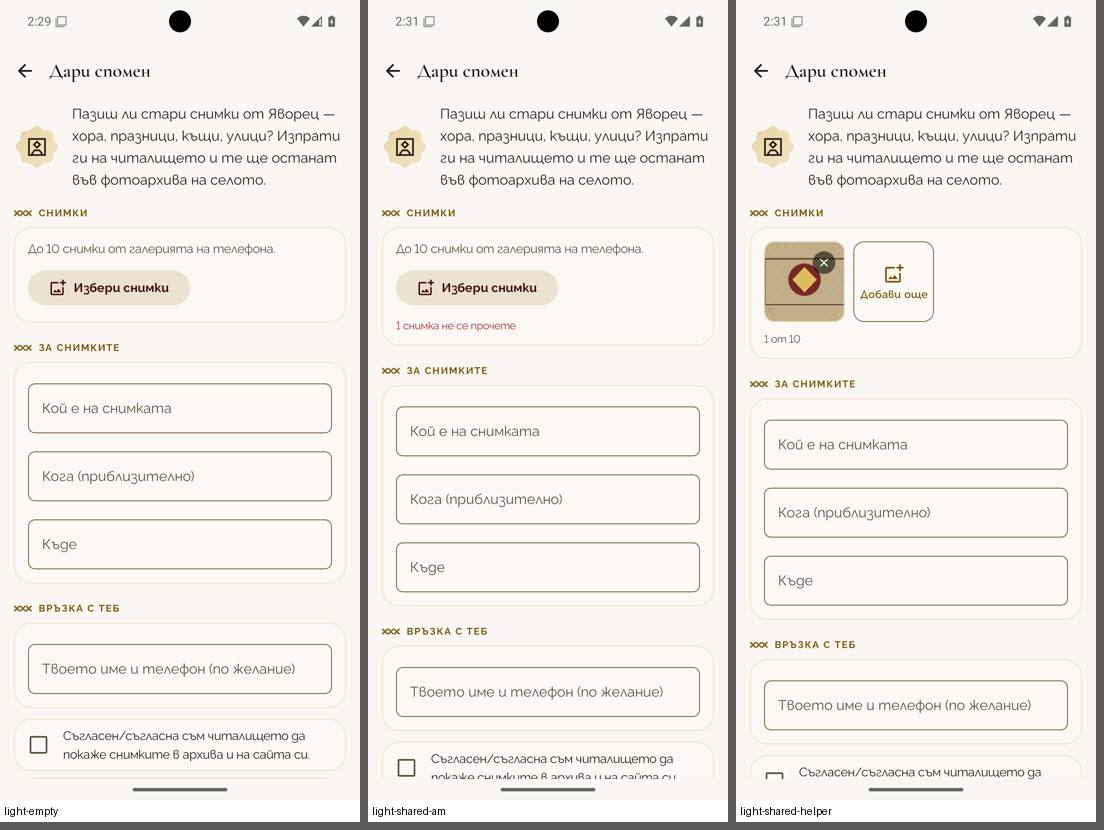 2:29
Дари спомен
Пазиш ли стари снимки от Яворец —
хора, празници, къщи, улици? Изпрати
ги на читалището и те ще останат
във фотоархива на селото.
СНИМКИ
До 10 снимки от галерията на телефона.
Избери снимки
ЗА СНИМКИТЕ
Кой е на снимката
Кога (приблизително)
Къде
ВРЪЗКА С ТЕБ
Твоето име и телефон (по желание)
Съгласен/съгласна съм читалището да
покаже снимките в архива и на сайта си.
light-empty
2:31
Дари спомен
Пазиш ли стари снимки от Яворец —
хора, празници, къщи, улици? Изпрати
ги на читалището и те ще останат
във фотоархива на селото.
СНИМКИ
До 10 снимки от галерията на телефона.
Избери снимки
1 снимка не се прочете
ЗА СНИМКИТЕ
Кой е на снимката
Кога (приблизително)
Къде
ВРЪЗКА С ТЕБ
Твоето име и телефон (по желание)
Съгласен/съгласна съм читалището да
покаже снимките в архива и на сайта си.
light-shared-am
2:31
Дари спомен
Пазиш ли стари снимки от Яворец —
хора, празници, къщи, улици? Изпрати
ги на читалището и те ще останат
във фотоархива на селото.
СНИМКИ
Добави още
1 от 10
ЗА СНИМКИТЕ
Кой е на снимката
Кога (приблизително)
Къде
ВРЪЗКА С ТЕБ
Твоето име и телефон (по желание)
Съгласен/съгласна съм читалището да
light-shared-helper